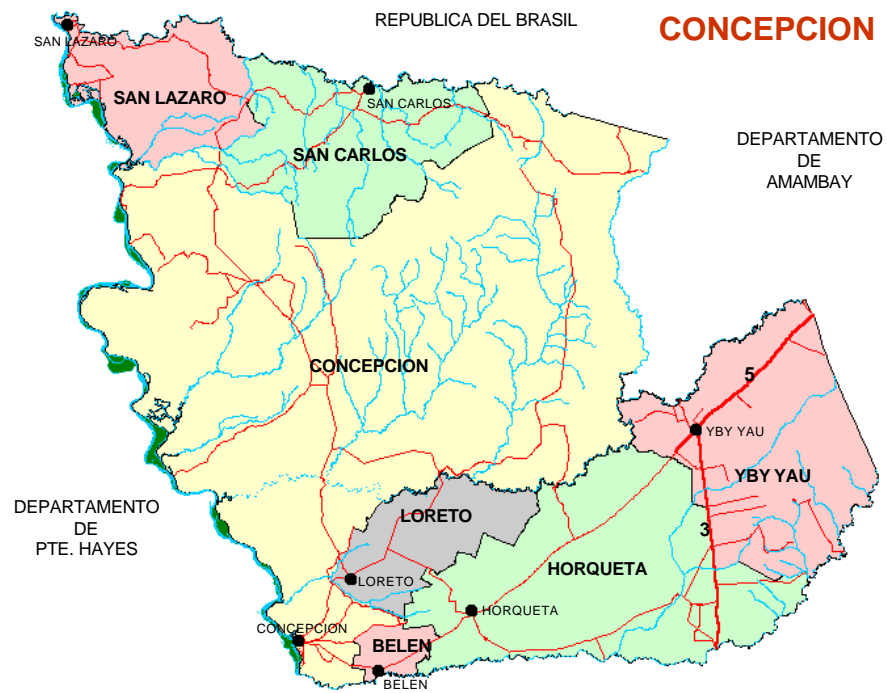 REPUBLICA DEL BRASIL
CONCEPCION
SAN LAZARO
SAN LAZARO
SAN CARLOS
SAN CARLOS
DEPARTAMENTO
DE
AMAMBAY
CONCEPCION
5
YBY YAU
YBY YAU
DEPARTAMENTO
DE
PTE. HAYES
LORETO
3
HORQUETA
LORETO
HORQUETA
CONCEPCION
BELEN
BELEN